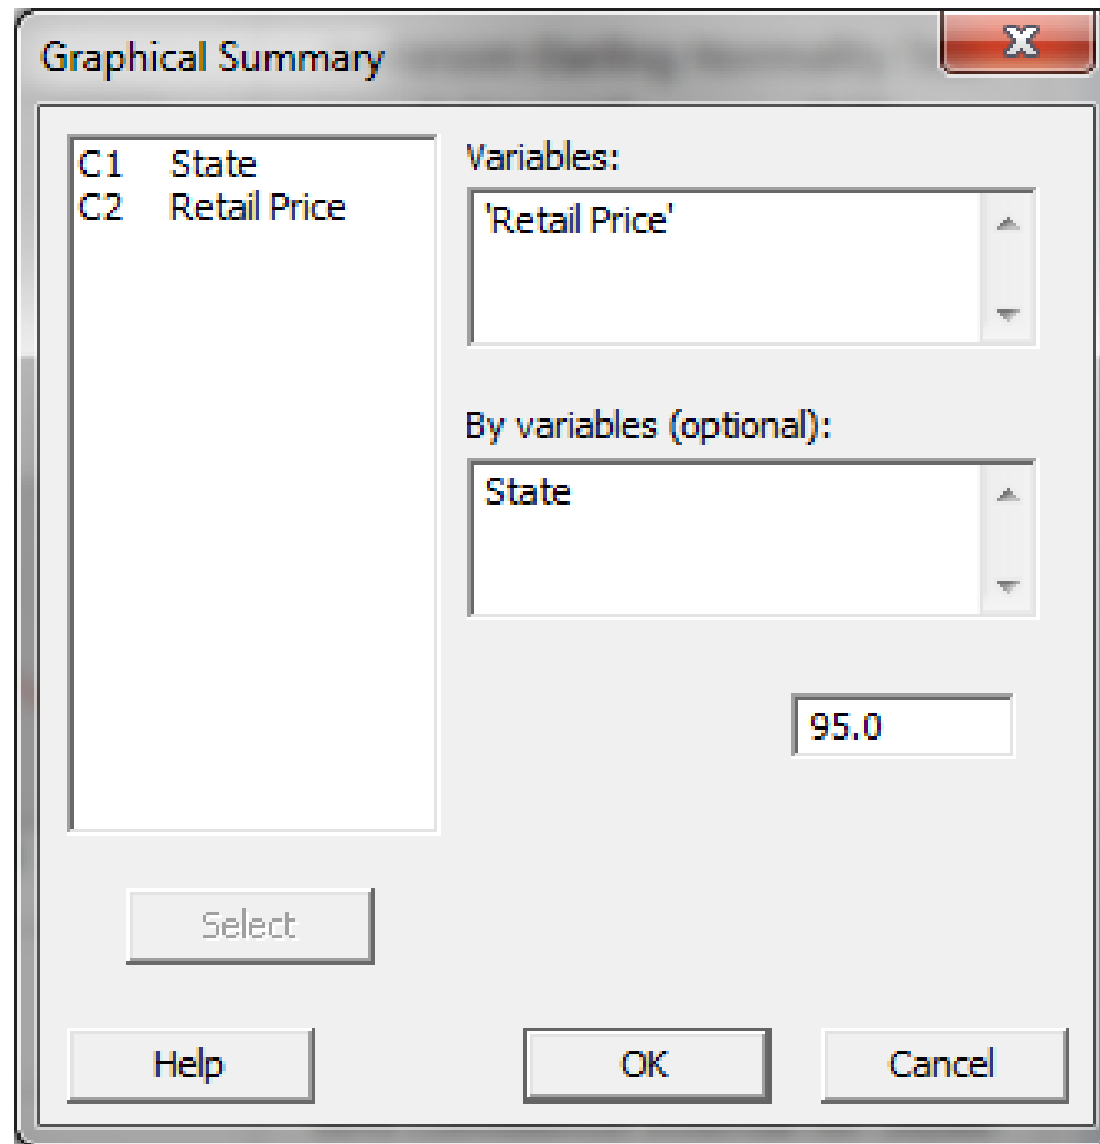 Graphical Summary
C1 State
C2 Retail Price
Variables:
'Retail Price'
By variables (optional):
State
95.0
Select
Help
OK
Cancel